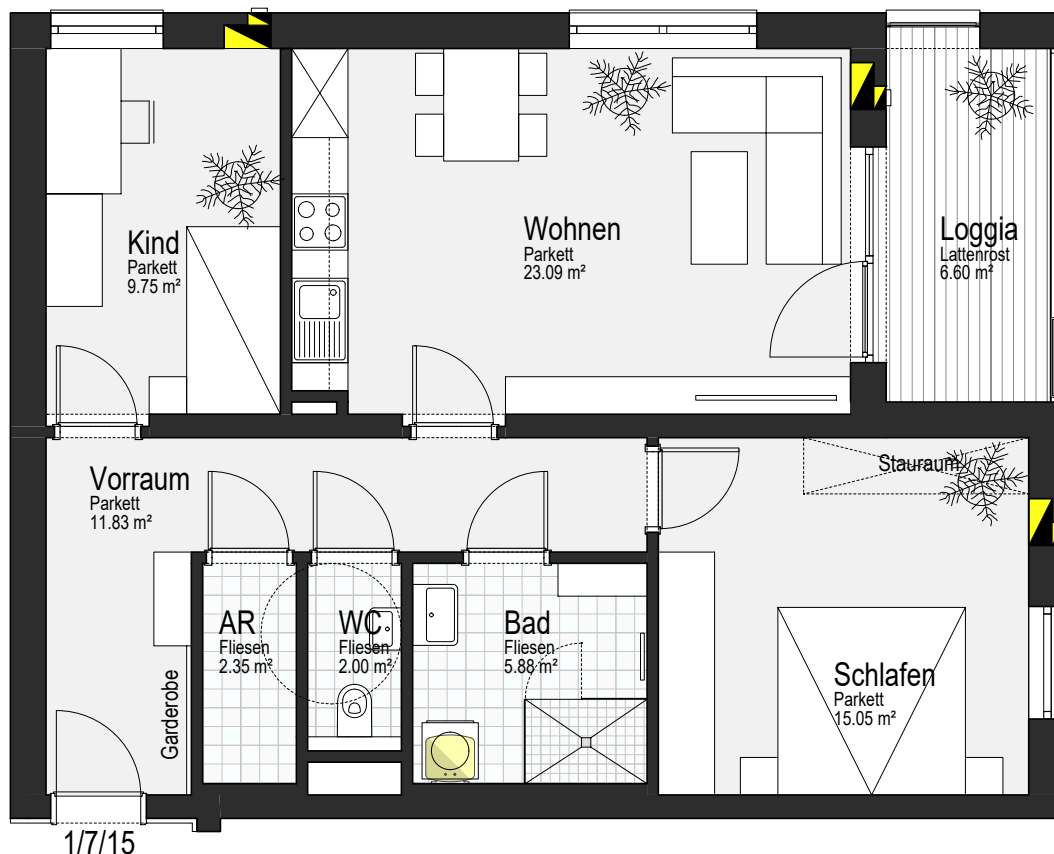 Kind
Parkett
9.75 m²
Wohnen
Parkett
23.09 m²
Loggia
Lattenrost
6.60 m²
Vorraum
Parkett
11.83 m²
Stauraum
AR
Fliesen
2.35 m²
WC
Fliesen
2.00 m²
Bad
Fliesen
5.88 m²
Schlafen
Parkett
15.05 m²
Garderobe
1/7/15